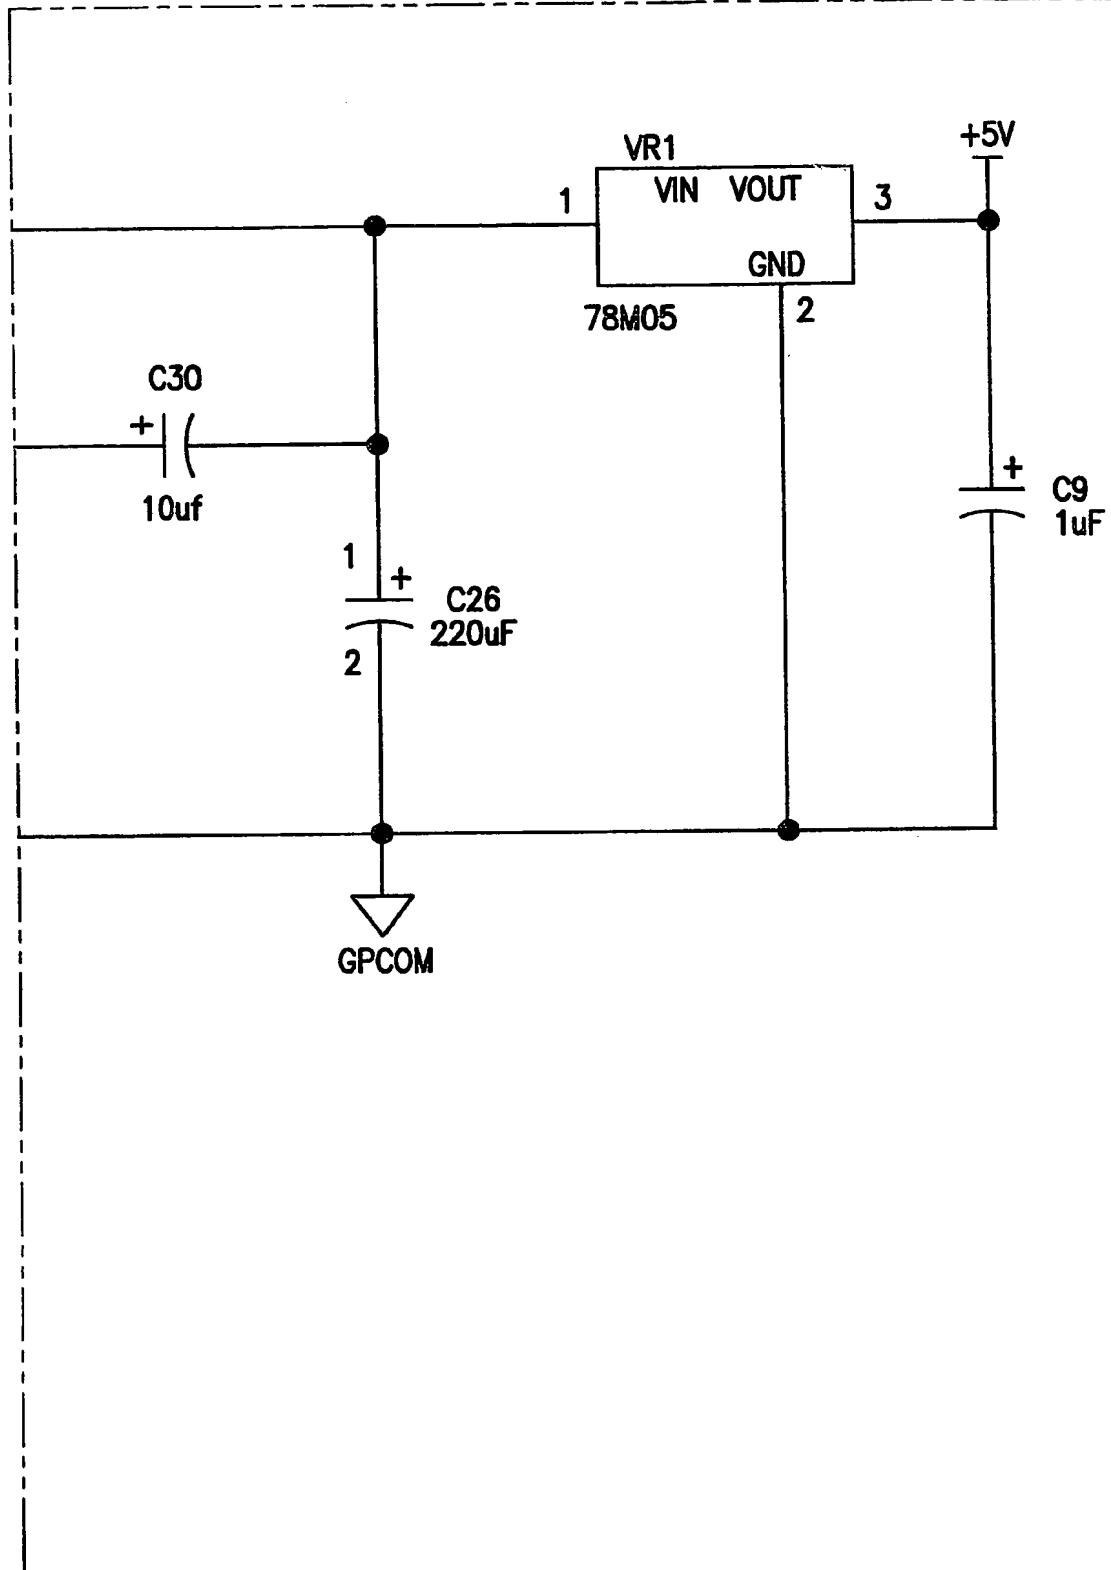 +5V
VR1
VIN VOUT
1
3
GND
2
78M05
C30
+
10uf
+
C9
1uF
1
+
C26
220uF
2
GPCOM